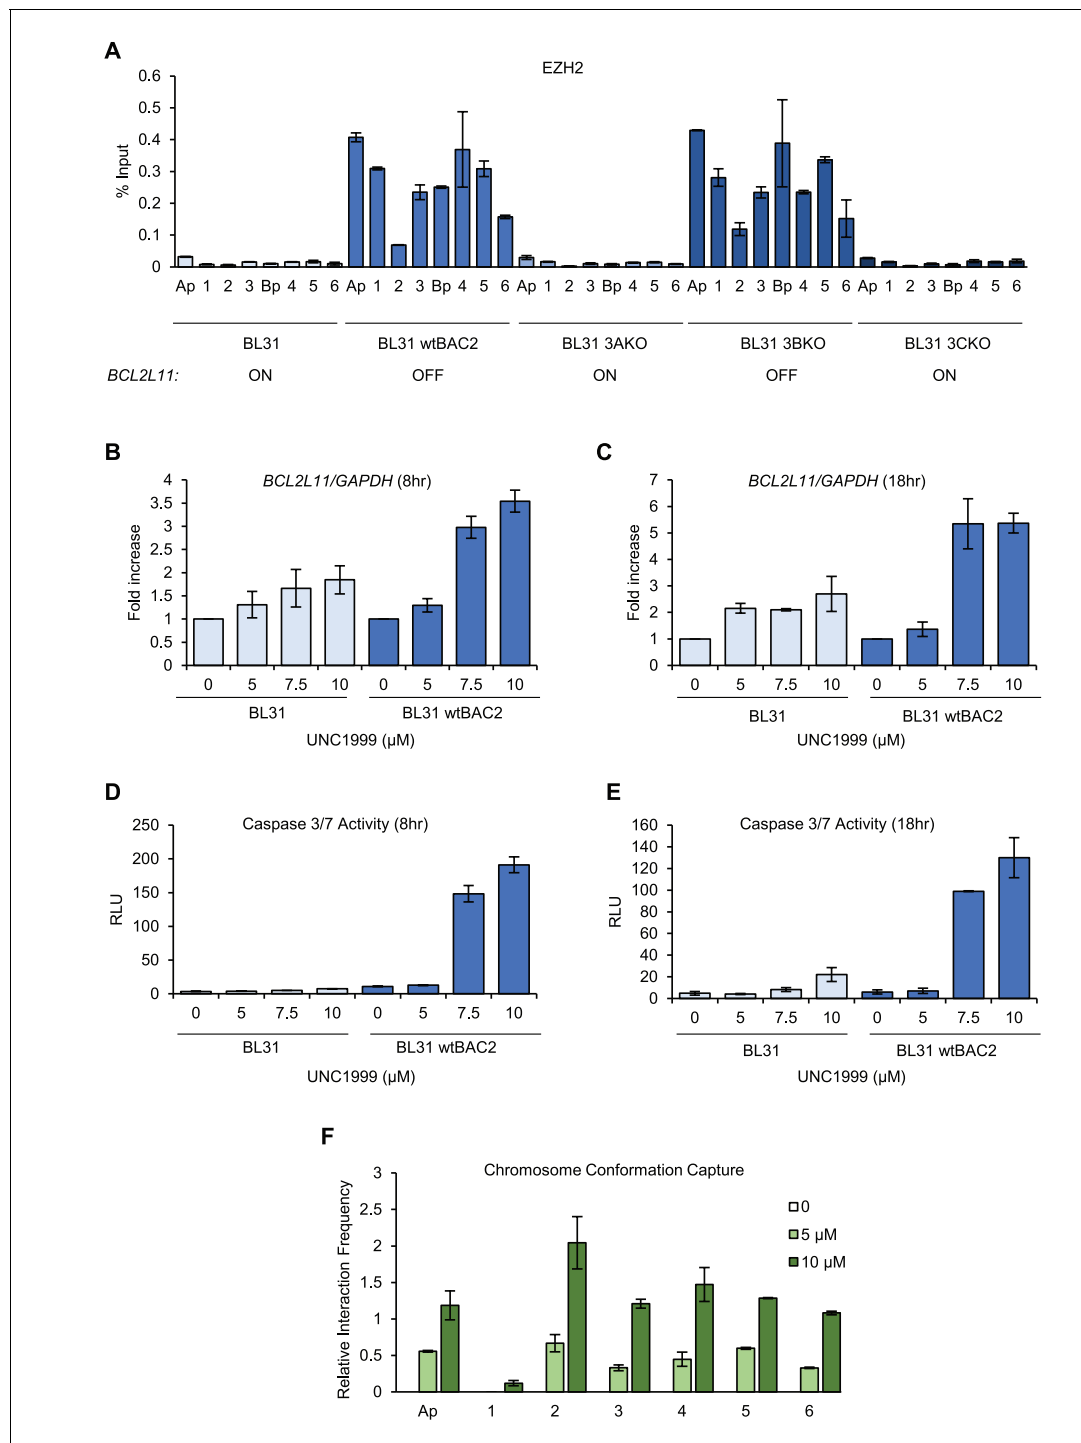 A
EZH2
0.6
0.5
0.4
0.3
0.2
0.1
0
% Input
Ap 1 2 3 Bp 4 5 6 Ap 1 2 3 Bp 4 5 6 Ap 1 2 3 Bp 4 5 6 Ap 1 2 3 Bp 4 5 6 Ap 1 2 3 Bp 4 5 6
BL31 BL31 wtBAC2 BL31 3AKO BL31 3BKO BL31 3CKO
BCL2L11: ON OFF ON OFF ON
B
BCL2L11/GAPDH (8hr)
4
3.5
3
2.5
2
1.5
1
0.5
0
Fold increase
0 5 7.5 10 0 5 7.5 10
BL31 BL31 wtBAC2
UNC1999 (µM)
C
BCL2L11/GAPDH (18hr)
7
6
5
4
3
2
1
0
Fold increase
0 5 7.5 10 0 5 7.5 10
BL31 BL31 wtBAC2
UNC1999 (µM)
D
Caspase 3/7 Activity (8hr)
250
200
150
100
50
0
RLU
0 5 7.5 10 0 5 7.5 10
BL31 BL31 wtBAC2
UNC1999 (µM)
E
Caspase 3/7 Activity (18hr)
160
140
120
100
80
60
40
20
0
RLU
0 5 7.5 10 0 5 7.5 10
BL31 BL31 wtBAC2
UNC1999 (µM)
F
Chromosome Conformation Capture
3
2.5
2
1.5
1
0.5
0
Relative Interaction Frequency
0
5 µM
10 µM
Ap 1 2 3 4 5 6